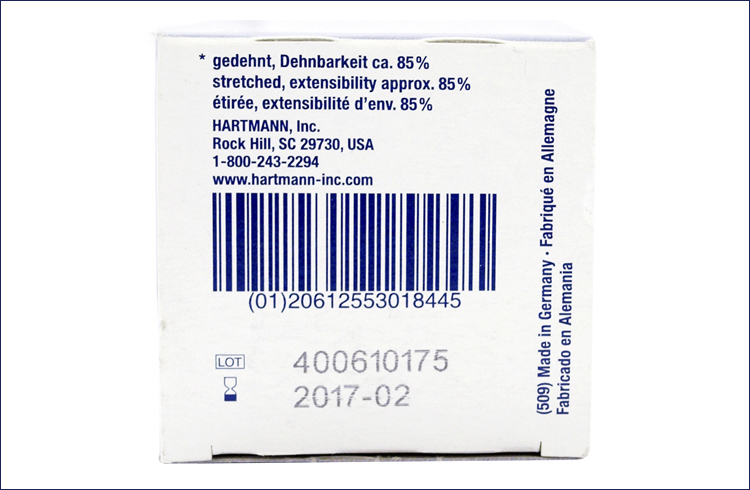 * gedehnt, Dehnbarkeit ca. 85%
stretched, extensibility approx. 85%
étirée, extensibilité d'env. 85%
HARTMANN, Inc.
Rock Hill, SC 29730, USA
1-800-243-2294
www.hartmann-inc.com
(01)20612553018445
LOT 400610175
2017-02
(509) Made in Germany · Fabriqué en Allemagne
Fabricado en Alemania